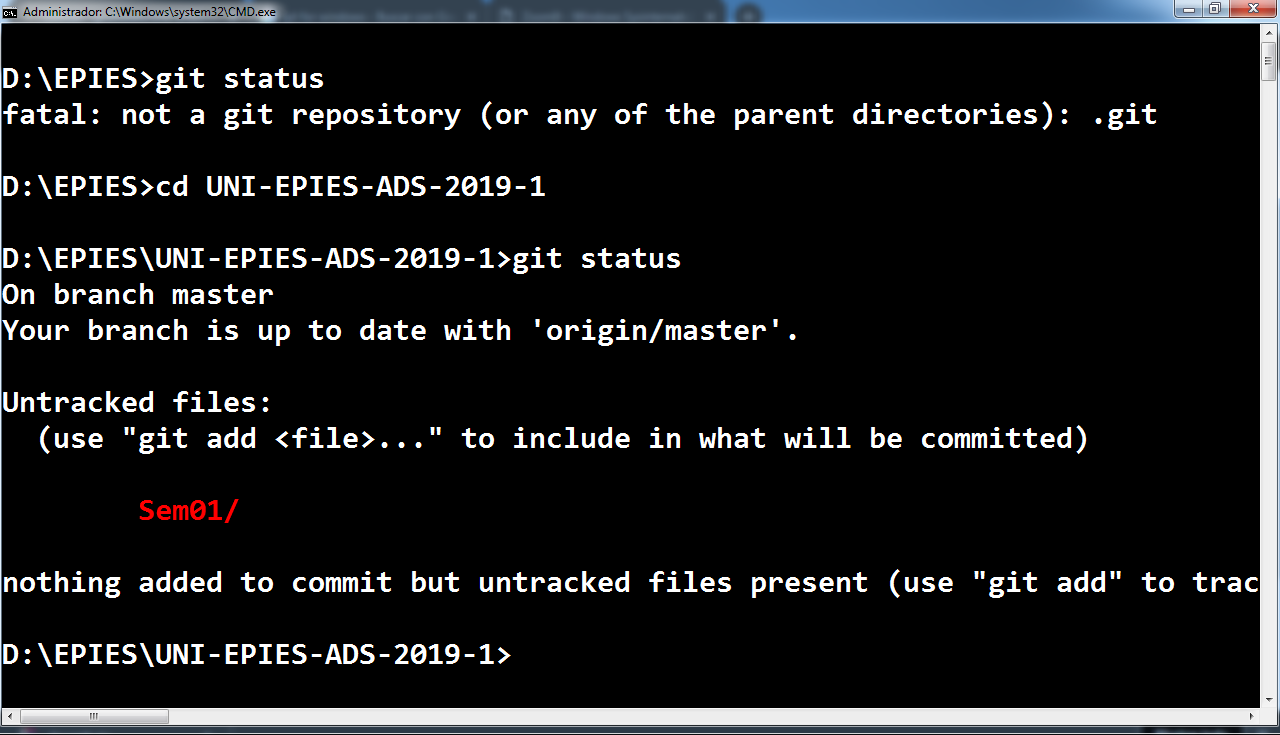 Administrador: C:\Windows\system32\CMD.exe
D:\EPIES>git status
fatal: not a git repository (or any of the parent directories): .git
D:\EPIES>cd UNI-EPIES-ADS-2019-1
D:\EPIES\UNI-EPIES-ADS-2019-1>git status
On branch master
Your branch is up to date with 'origin/master'.
Untracked files:
(use "git add <file>..." to include in what will be committed)
Sem01/
nothing added to commit but untracked files present (use "git add" to trac
D:\EPIES\UNI-EPIES-ADS-2019-1>